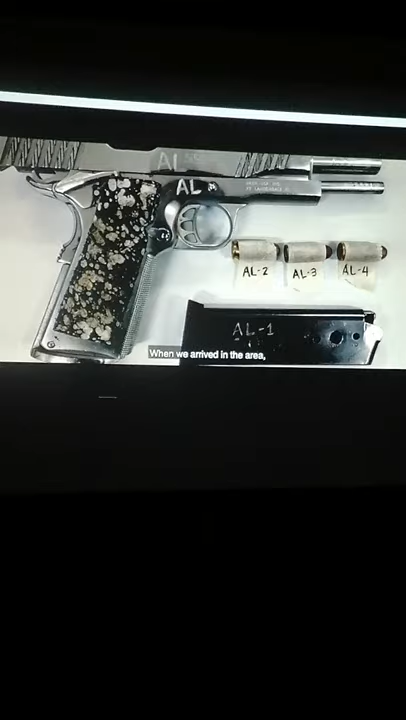 AL
AL
AL-2
AL-3
AL-4
AL-1
When we arrived in the area,